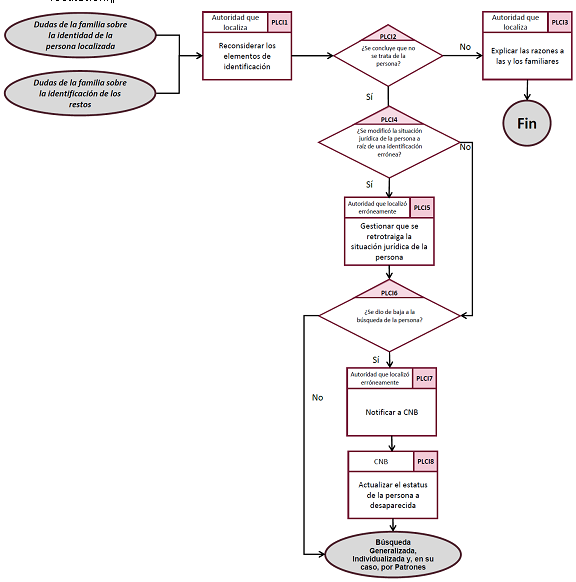 Dudas de la familia sobre
la identidad de la
persona localizada
Dudas de la familia sobre
la identificación de los
restos
Autoridad que
localiza
PLCI1
Reconsiderar los
elementos de
identificación
PLCI2
¿Se concluye que no
se trata de la
persona?
No
Sí
Autoridad que
localiza
PLCI3
Explicar las razones a
las y los familiares
Fin
PLCI4
¿Se modificó la situación
jurídica de la persona a
raíz de una identificación
errónea?
No
Sí
Autoridad que localizó
erróneamente
PLCI5
Gestionar que se
retrotraiga la
situación jurídica de la
persona
PLCI6
¿Se dio de baja a la
búsqueda de la persona?
Sí
No
Autoridad que localizó
erróneamente
PLCI7
Notificar a CNB
CNB
PLCI8
Actualizar el estatus
de la persona a
desaparecida
Búsqueda
Generalizada,
Individualizada y, en su
caso, por Patrones